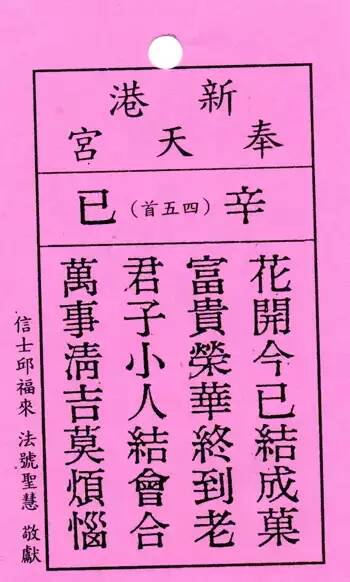 新港
奉天宮
辛（四五首）已
花開今已結成菓
富貴榮華終到老
君子小人結會合
萬事清吉莫煩惱
信士邱福來 法號聖慧 敬獻